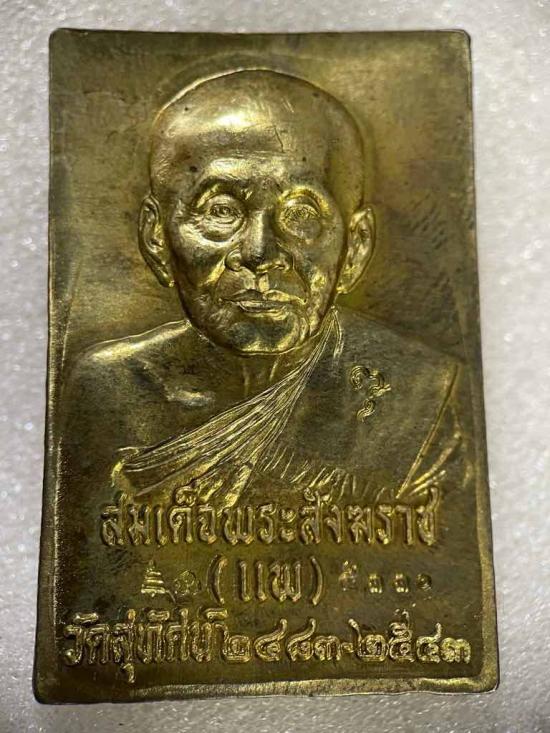 สมเด็จพระสังฆราช
(แพ)
วัดสุทัศน์ ๒๔๘๓-๒๕๔๓